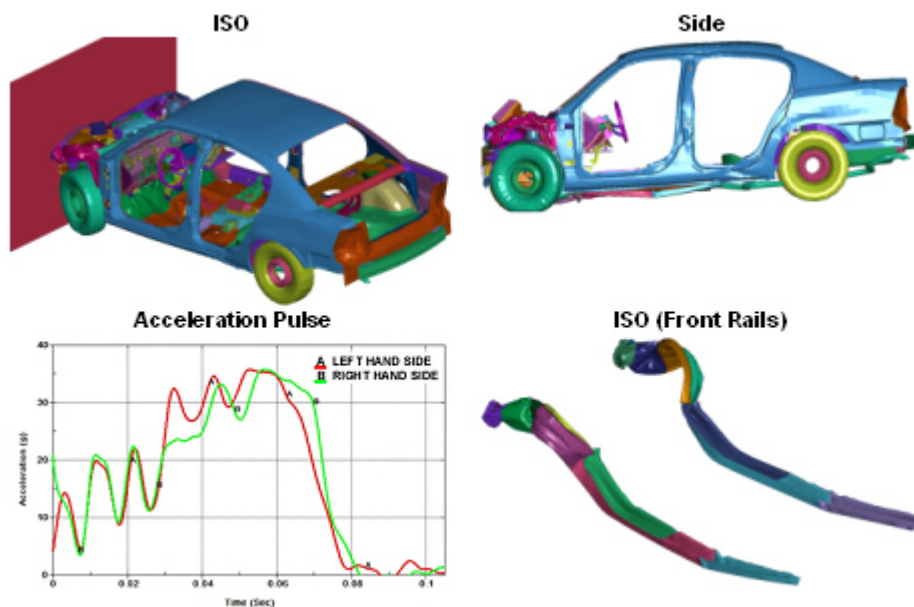 ISO
Side
Acceleration Pulse
ISO (Front Rails)
40
A LEFT HAND SIDE
B RIGHT HAND SIDE
30
20
10
0
Acceleration (g)
A
A
B
A
B
A
B
A
0
0.02
0.04
0.06
0.08
0.1
Time (Sec)